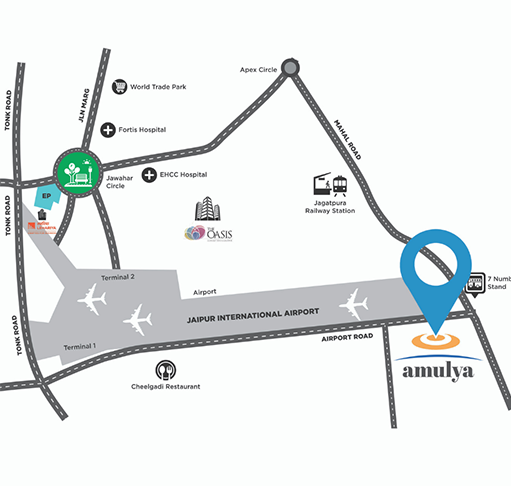 Apex Circle
TONK ROAD
JLN MARG
World Trade Park
Fortis Hospital
MAHAL ROAD
Jawahar
Circle
EHCC Hospital
EP
Jagatpura
Railway Station
THE
OASIS
TONK ROAD
7 Numb
Stand
Terminal 2
Airport
JAIPUR INTERNATIONAL AIRPORT
AIRPORT ROAD
TONK ROAD
Terminal 1
amulya
Cheelgadi Restaurant